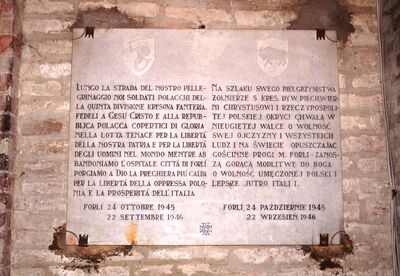 LUNGO LA STRADA DEL NOSTRO PELLE-
GRINAGGIO NOI SOLDATI POLACCHI DEL-
LA QUINTA DIVISIONE KRESOVA FANTERIA,
FEDELI A GESÙ CRISTO E ALLA REPUB-
BLICA POLACCA COPERTICI DI GLORIA
NELLA LOTTA TENACE PER LA LIBERTÀ
DELLA NOSTRA PATRIA E PER LA LIBERTÀ
DEGLI UOMINI NEL MONDO MENTRE AB-
BANDONIAMO L'OSPITALE CITTÀ DI FORLÌ
PORGIAMO A DIO LA PREGHIERA PIÙ CALDA
PER LA LIBERTÀ DELLA OPPRESSA POLO-
NIA E LA PROSPERITÀ DELL'ITALIA
FORLÌ 24 OTTOBRE 1945
22 SETTEMBRE 1946
NA SZLAKU SWEGO PIELGRZYMSTWA
ŻOŁNIERZE 5 KRES. DYW. PIECH WIER-
NI CHRYSTUSOWI I RZECZYPOSPOLI-
TEJ POLSKIEJ, OKRYCI CHWAŁĄ W
NIEUGIĘTEJ WALCE O WOLNOŚĆ
SWEJ OJCZYZNY I WSZYSTKICH
LUDZI NA ŚWIECIE OPUSZCZAJĄC
GOŚCINNE PROGI M. FORLI-ZANOS-
ZĄ GORĄCĄ MODLITWĘ DO BOGA
O WOLNOŚĆ UMĘCZONEJ POLSKI I
LEPSZE JUTRO ITALI I.
FORLI, 24 PAŹDZIERNIK 1945
22 WRZESIEŃ 1946